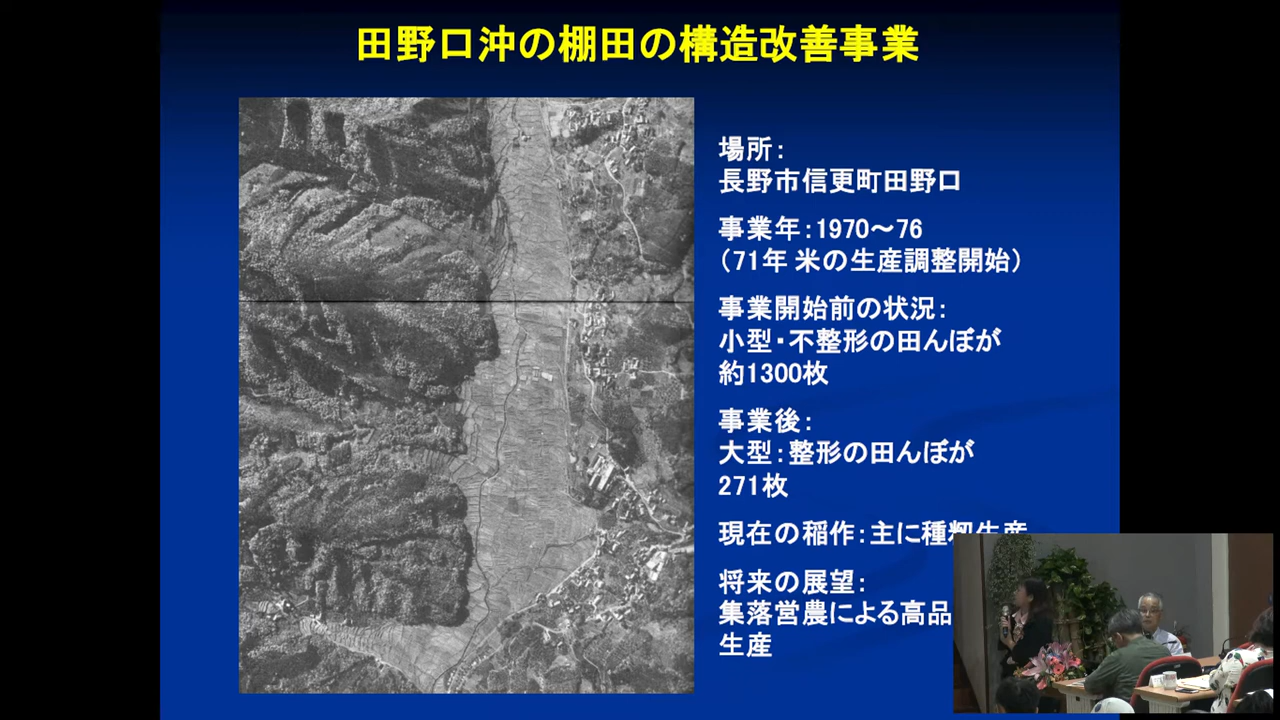 田野口沖の棚田の構造改善事業
場所：
長野市信更町田野口
事業年：1970～76
（71年 米の生産調整開始）
事業開始前の状況：
小型・不整形の田んぼが
約1300枚
事業後：
大型：整形の田んぼが
271枚
現在の稲作：主に種籾生産
将来の展望：
集落営農による高品
生産